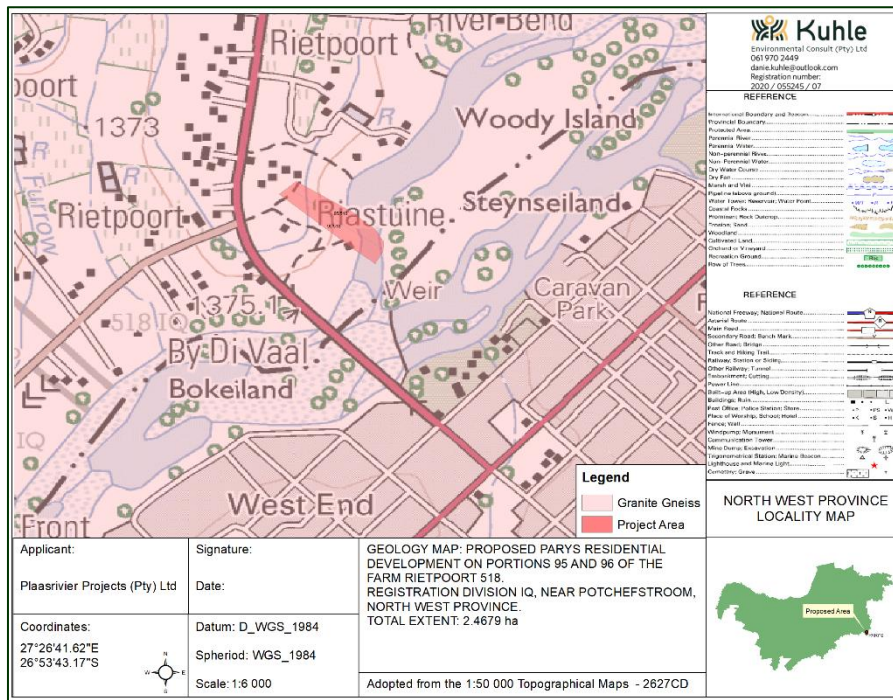 River-Bend
Rietpoort
poort
1373
R
R
Woody Island
Furrow
Rietpoort
Riastuine
Steynseiland
1375.1
Weir
Caravan
Park
518 IQ
By Di Vaal
Bokeiland
IQ
West End
Front
Legend
Granite Gneiss
Project Area
Kuhle
Environmental Consult (Pty) Ltd
061 970 2449
danie.kuhle@outlook.com
Registration number:
2020 / 055245 / 07
REFERENCE
International Boundary and Beacon
Provincial Boundary
Protected Area
Perennial River
Perennial Water
Non-perennial River
Non-Perennial Water
Dry Water Course
Dry Pan
Marsh and Vlei
Pipeline (above ground)
Water Tower; Reservoir; Water Point
Coastal Rocks
Prominent Rock Outcrop
Erosion; Sand
Woodland
Cultivated Land
Orchard or Vineyard
Recreation Ground
Row of Trees
REFERENCE
National Freeway; National Route
Arterial Route
Main Road
Secondary Road; Bench Mark
Other Road; Bridge
Track and Hiking Trail
Railway; Station or Siding
Other Railway; Tunnel
Embankment; Cutting
Power Line
Built-up Area (High, Low Density)
Buildings; Ruin
Post Office; Police Station; Store
Place of Worship; School; Hotel
Fence; Wall
Windpump; Monument
Communication Tower
Mine Dump; Excavation
Trigonometrical Station; Marine Beacon
Lighthouse and Marine Light
Cemetery; Grave
NORTH WEST PROVINCE
LOCALITY MAP
Proposed Area
Applicant:
Plaasrivier Projects (Pty) Ltd
Signature:
Date:
GEOLOGY MAP: PROPOSED PARYS RESIDENTIAL
DEVELOPMENT ON PORTIONS 95 AND 96 OF THE
FARM RIETPOORT 518.
REGISTRATION DIVISION IQ, NEAR POTCHEFSTROOM,
NORTH WEST PROVINCE.
TOTAL EXTENT: 2.4679 ha
Coordinates:
27°26'41.62"E
26°53'43.17"S
N
W
E
S
Datum: D_WGS_1984
Spheriod: WGS_1984
Scale: 1:6 000
Adopted from the 1:50 000 Topographical Maps - 2627CD